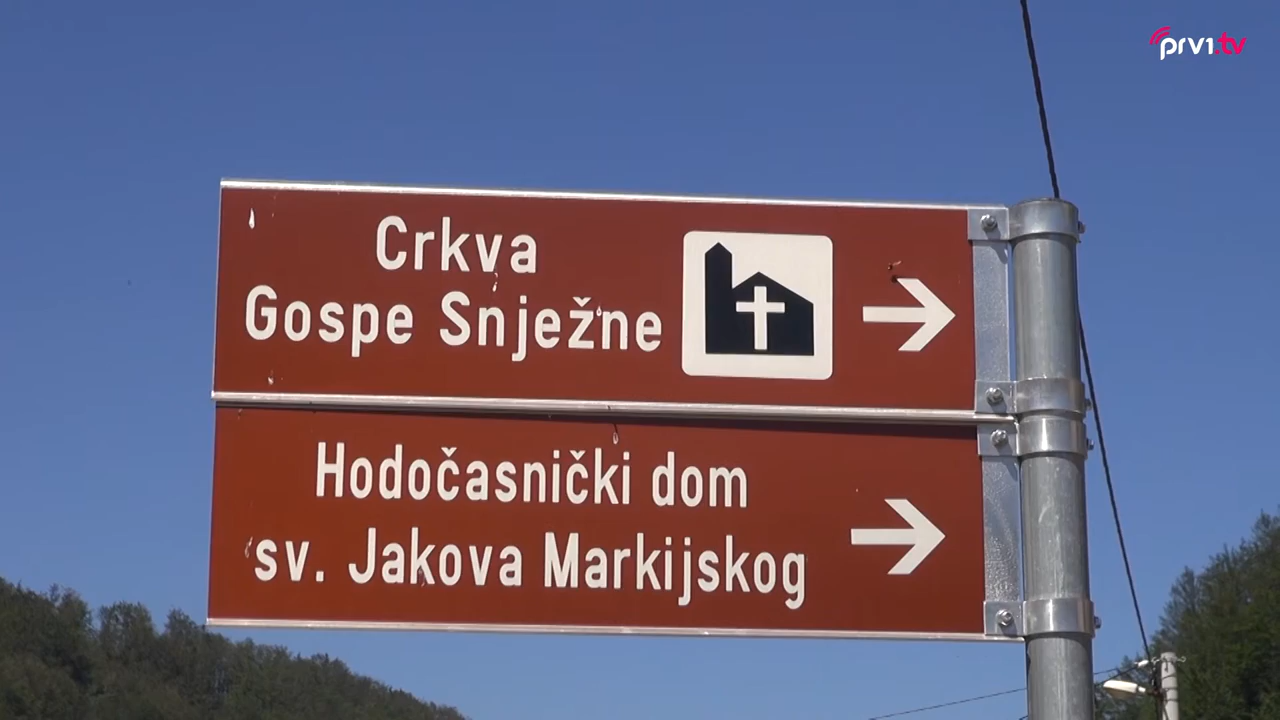 prv1.tv
Crkva
Gospe Snježne
Hodočasnički dom
sv. Jakova Markijskog